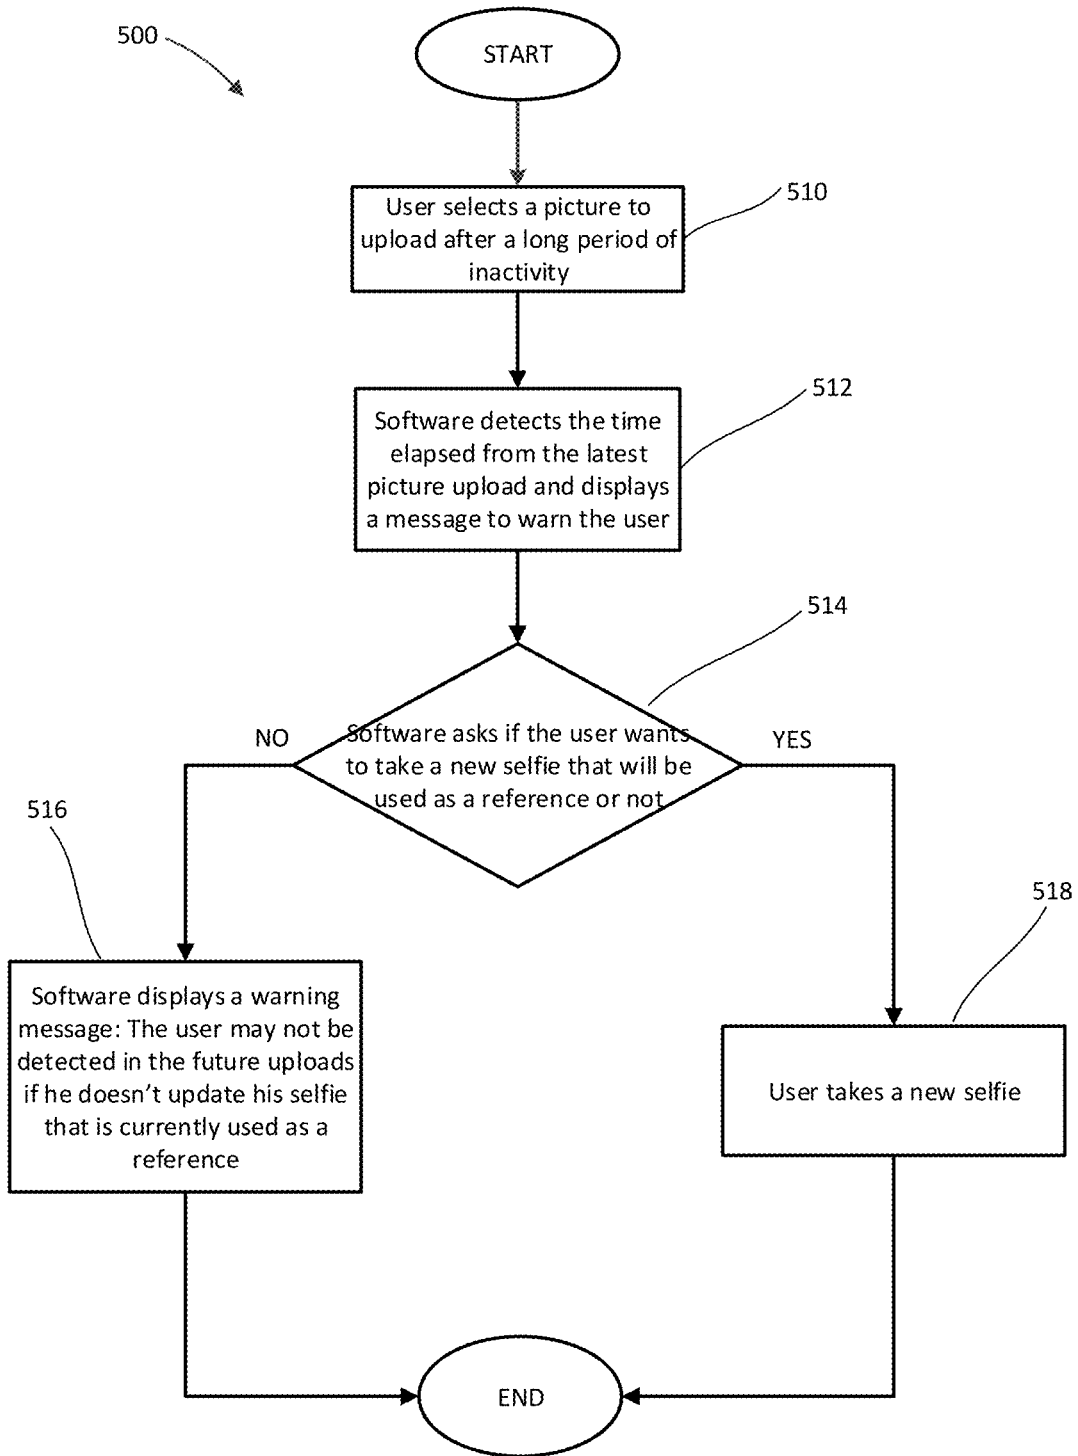 500
START
510
User selects a picture to
upload after a long period of
inactivity
512
Software detects the time
elapsed from the latest
picture upload and displays
a message to warn the user
514
NO
Software asks if the user wants
to take a new selfie that will be
used as a reference or not
YES
516
Software displays a warning
message: The user may not be
detected in the future uploads
if he doesn’t update his selfie
that is currently used as a
reference
518
User takes a new selfie
END